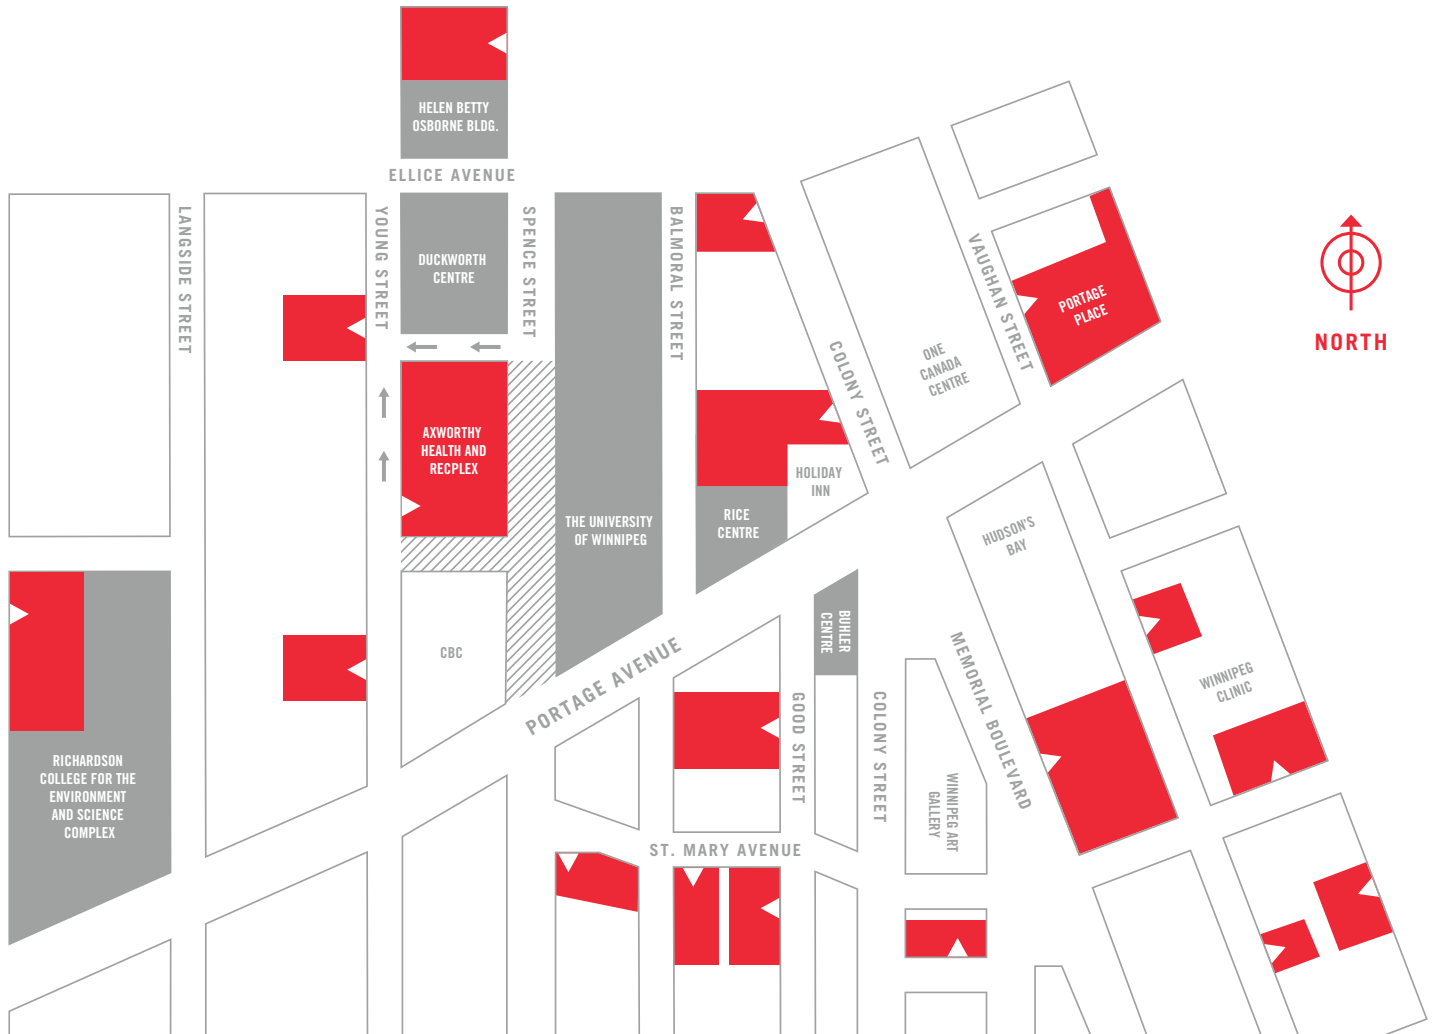 HELEN BETTY
OSBORNE BLDG.
ELLICE AVENUE
LANGSIDE STREET
YOUNG STREET
DUCKWORTH
CENTRE
SPENCE STREET
BALMORAL STREET
COLONY STREET
ONE
CANADA
CENTRE
VAUGHAN STREET
PORTAGE
PLACE
NORTH
AXWORTHY
HEALTH AND
RECPLEX
THE UNIVERSITY
OF WINNIPEG
RICE
CENTRE
HOLIDAY
INN
HUDSON'S
BAY
CBC
PORTAGE AVENUE
BUHLER
CENTRE
GOOD STREET
COLONY STREET
MEMORIAL BOULEVARD
WINNIPEG
CLINIC
RICHARDSON
COLLEGE FOR THE
ENVIRONMENT
AND SCIENCE
COMPLEX
WINNIPEG ART
GALLERY
ST. MARY AVENUE